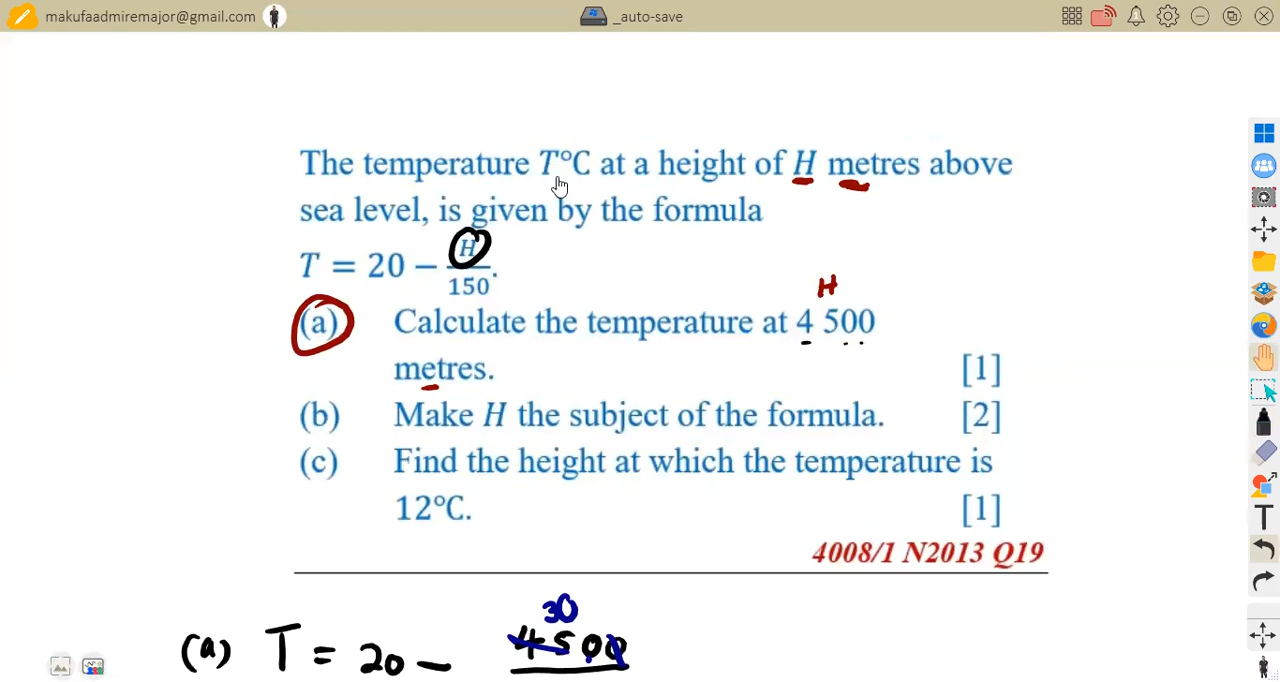 makufaadmiremajor@gmail.com
_auto-save
The temperature T°C at a height of H metres above
sea level, is given by the formula
T = 20 − H/150.
H
(a) Calculate the temperature at 4 500
metres. [1]
(b) Make H the subject of the formula. [2]
(c) Find the height at which the temperature is
12°C. [1]
4008/1 N2013 Q19
30
(a) T = 20 − 4500
T